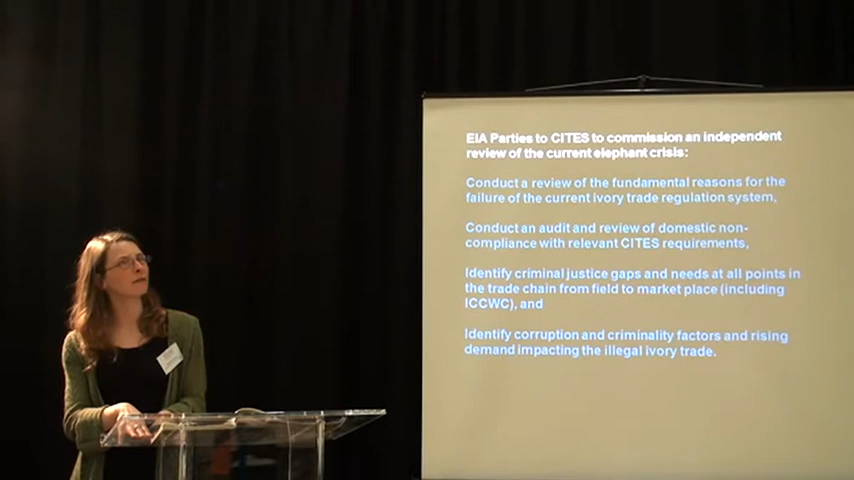 EIA Parties to CITES to commission an independent
review of the current elephant crisis:
Conduct a review of the fundamental reasons for the
failure of the current ivory trade regulation system,
Conduct an audit and review of domestic non-
compliance with relevant CITES requirements,
Identify criminal justice gaps and needs at all points in
the trade chain from field to market place (including
ICCWC), and
Identify corruption and criminality factors and rising
demand impacting the illegal ivory trade.